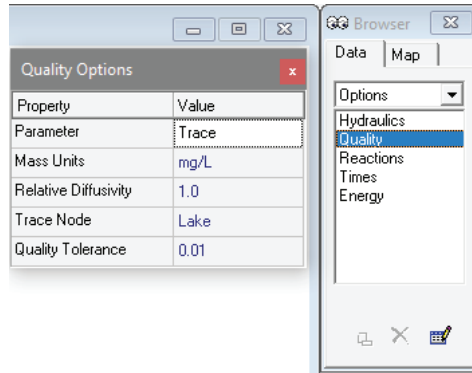 Quality Options
x
Property Value
Parameter Trace
Mass Units mg/L
Relative Diffusivity 1.0
Trace Node Lake
Quality Tolerance 0.01
Browser
Data Map
Options
Hydraulics
Quality
Reactions
Times
Energy